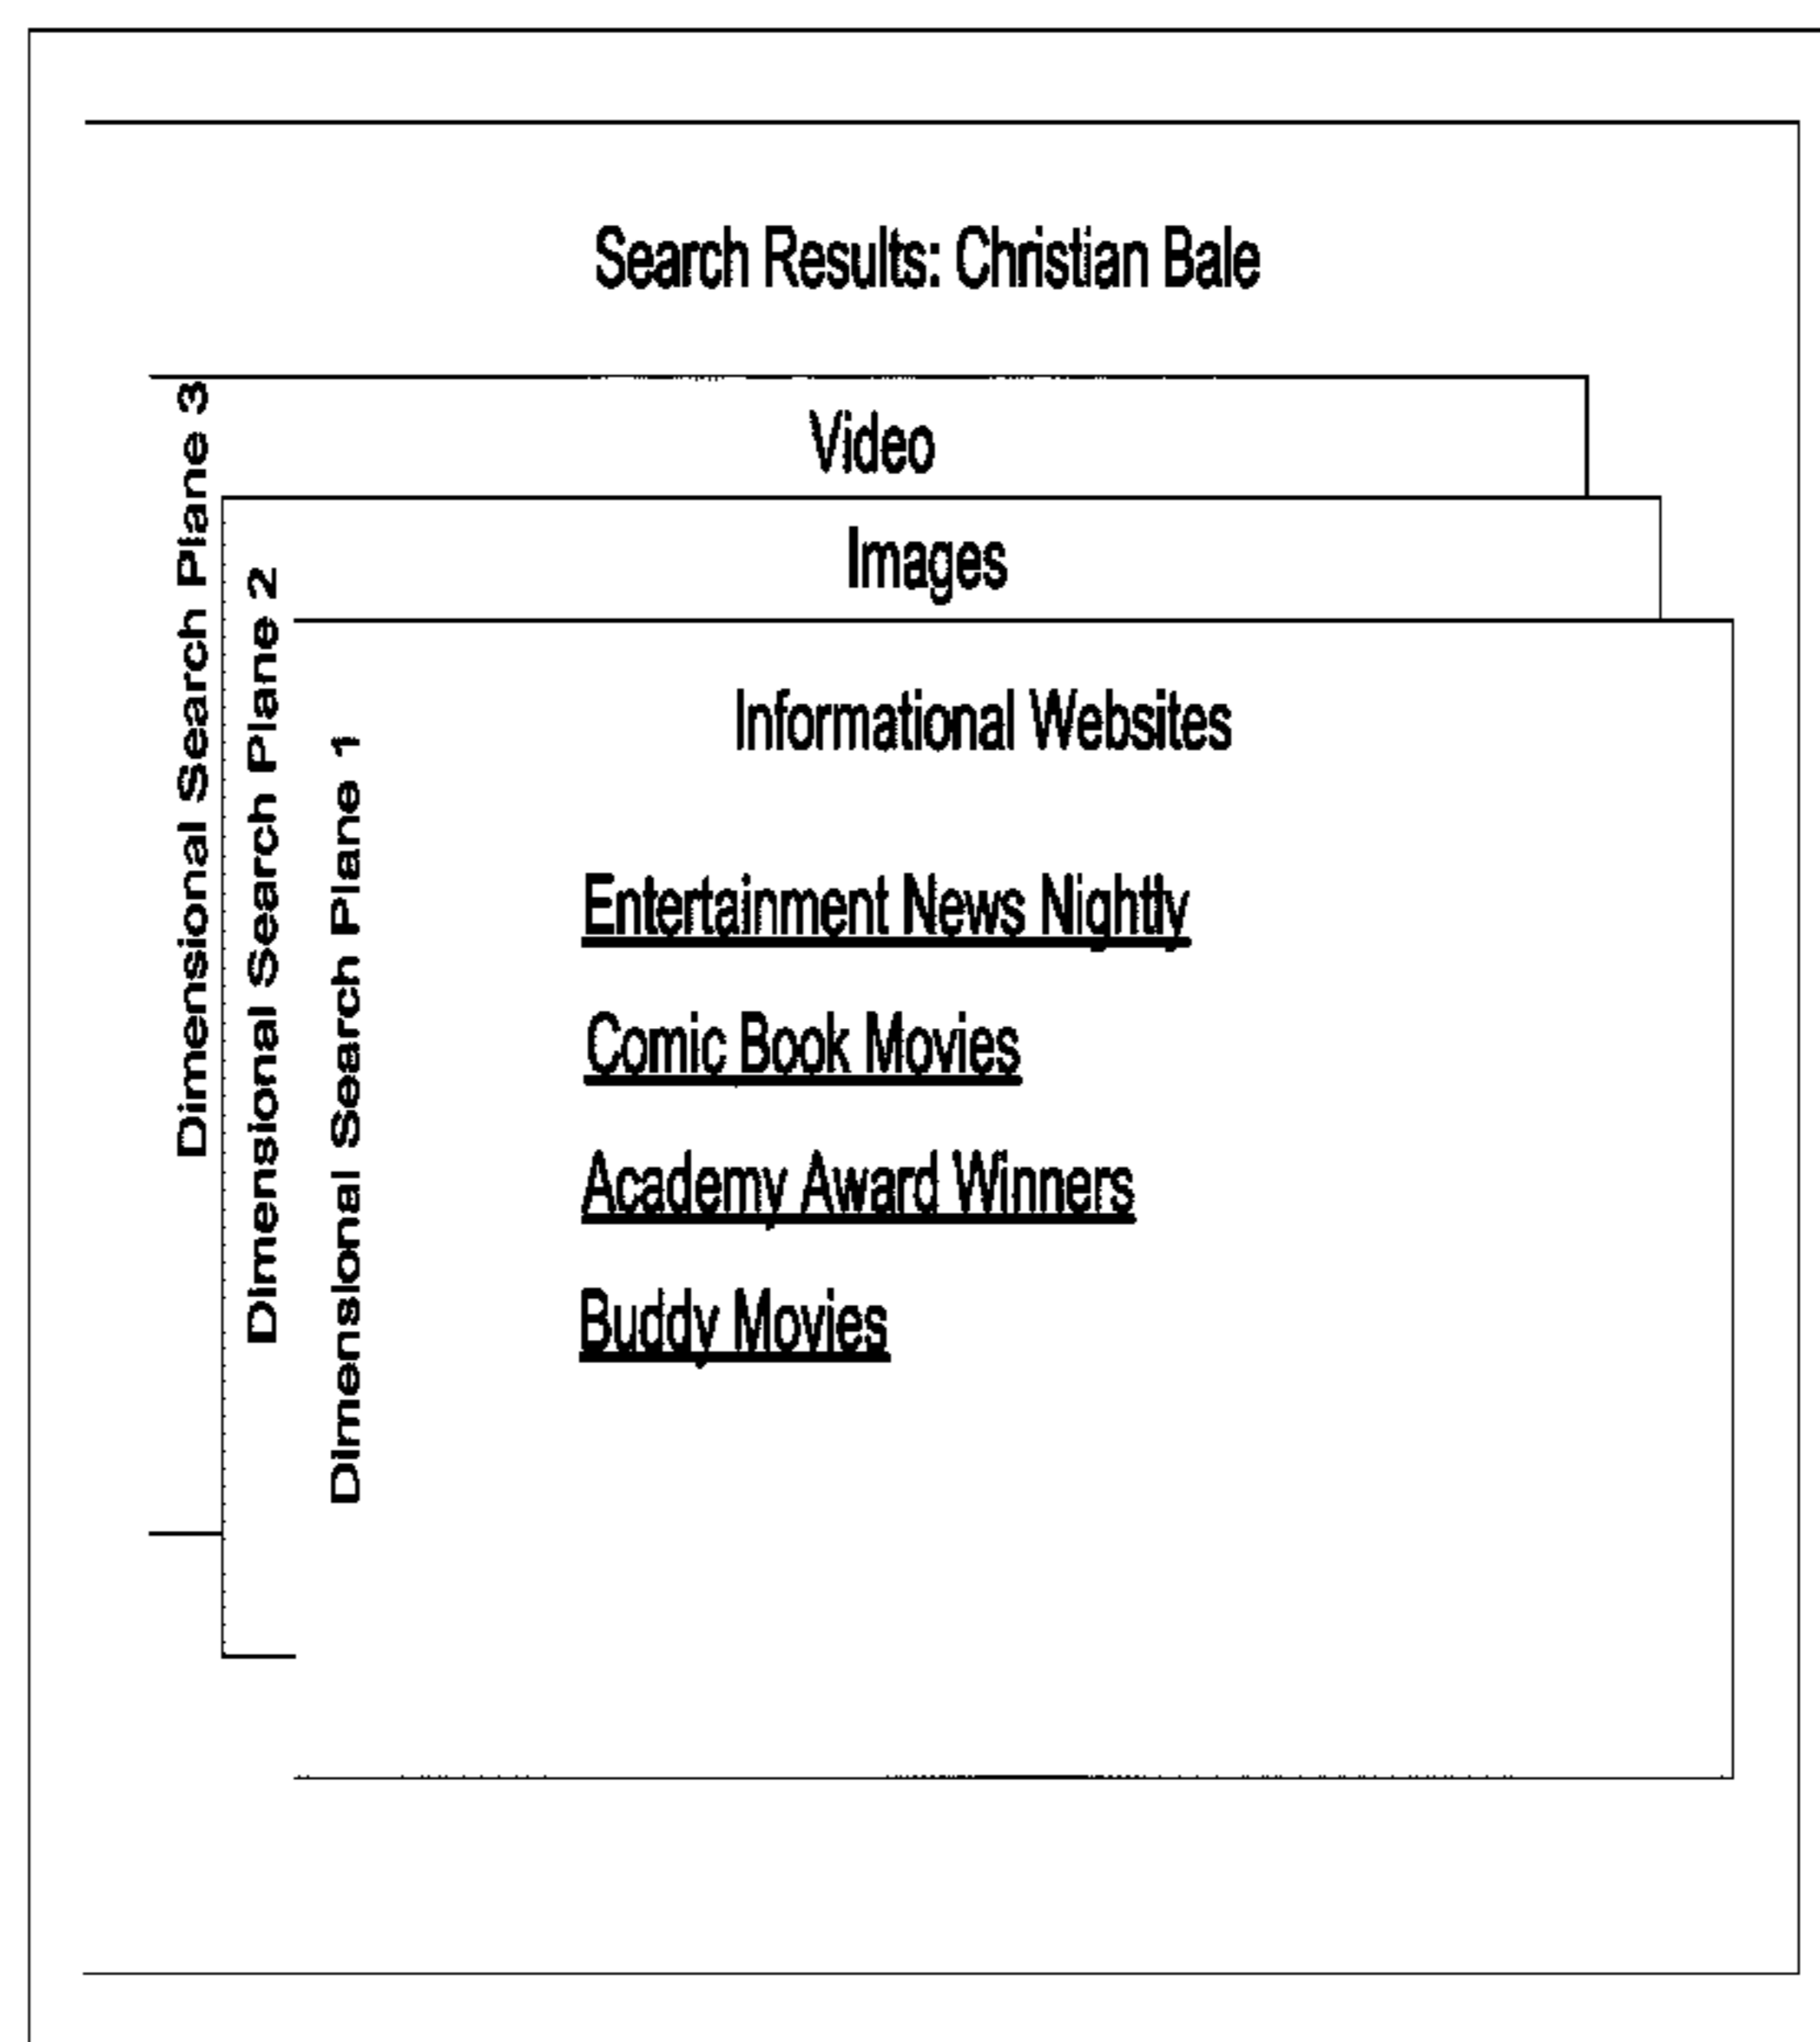 Search Results: Christian Bale
Dimensional Search Plane 3
Video
Dimensional Search Plane 2
Images
Dimensional Search Plane 1
Informational Websites
Entertainment News Nightly
Comic Book Movies
Academy Award Winners
Buddy Movies